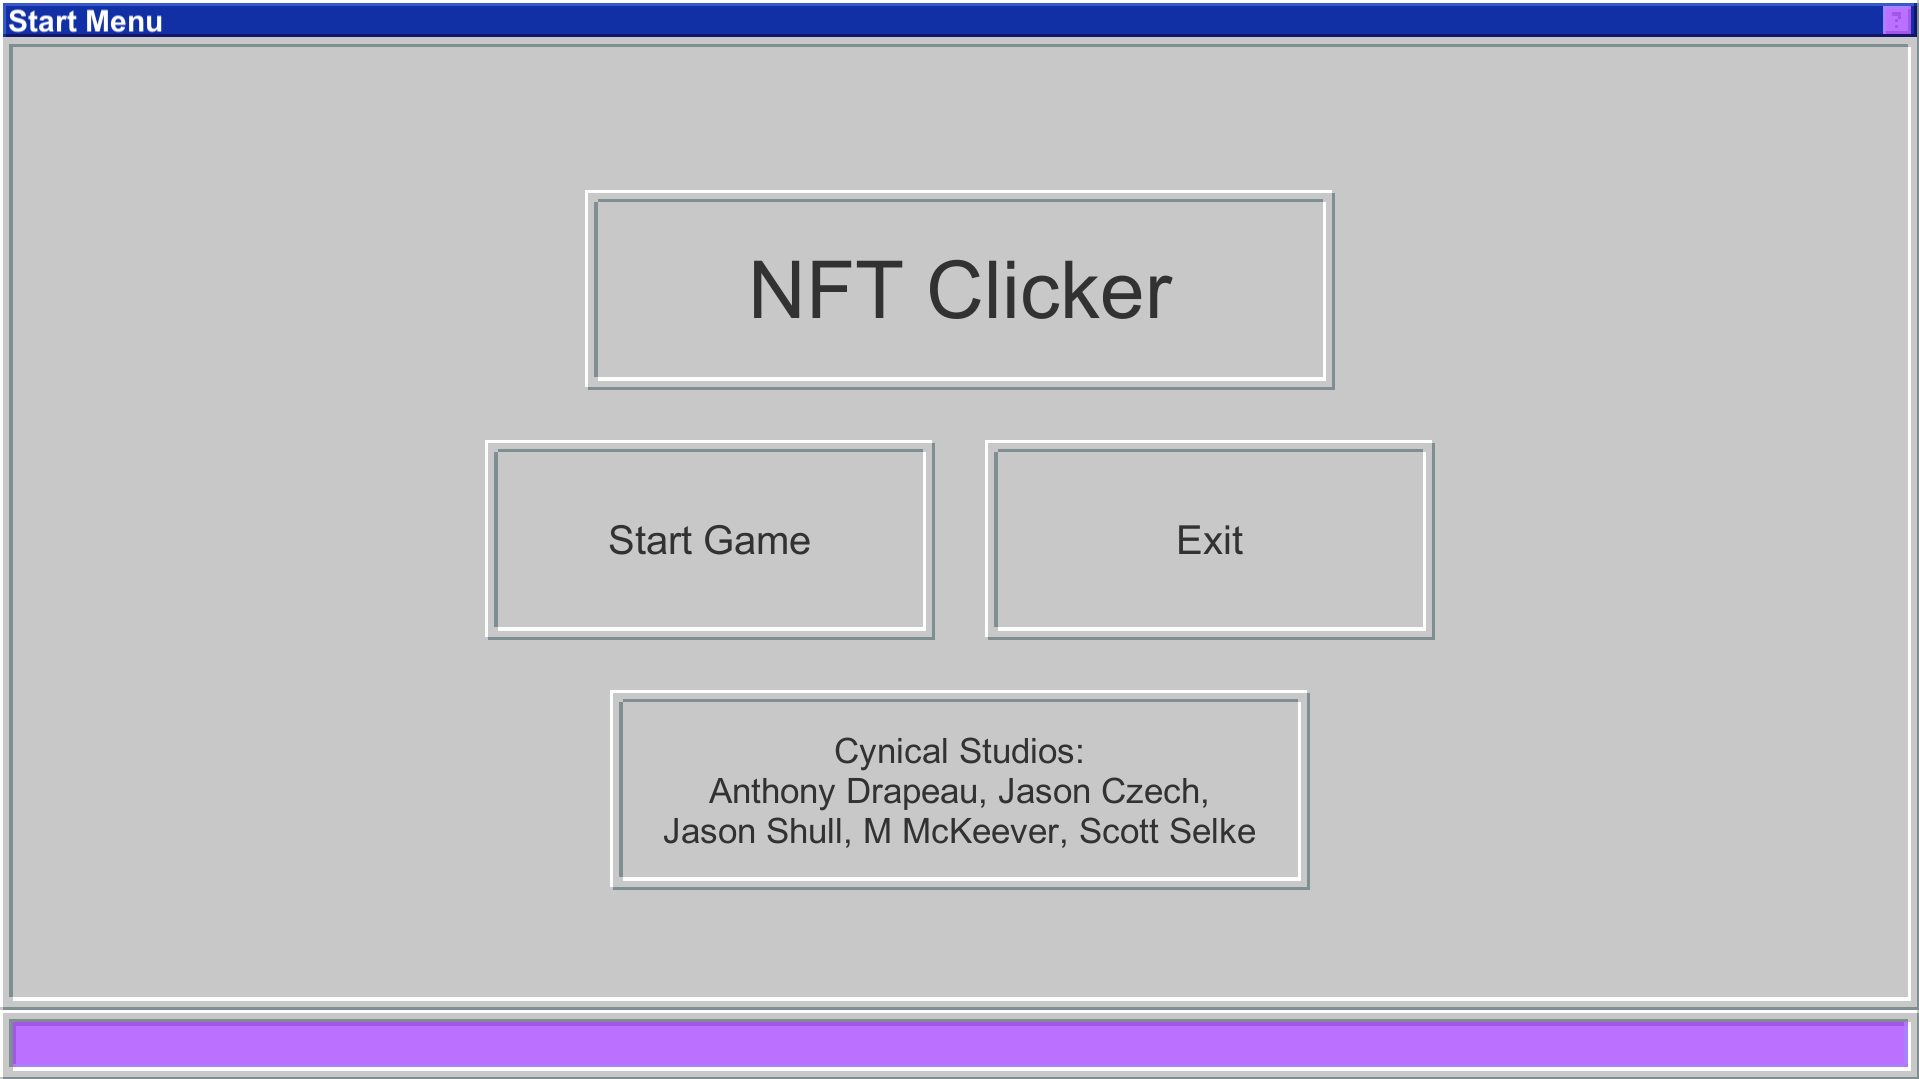 Start Menu
?
NFT Clicker
Start Game
Exit
Cynical Studios:
Anthony Drapeau, Jason Czech,
Jason Shull, M McKeever, Scott Selke